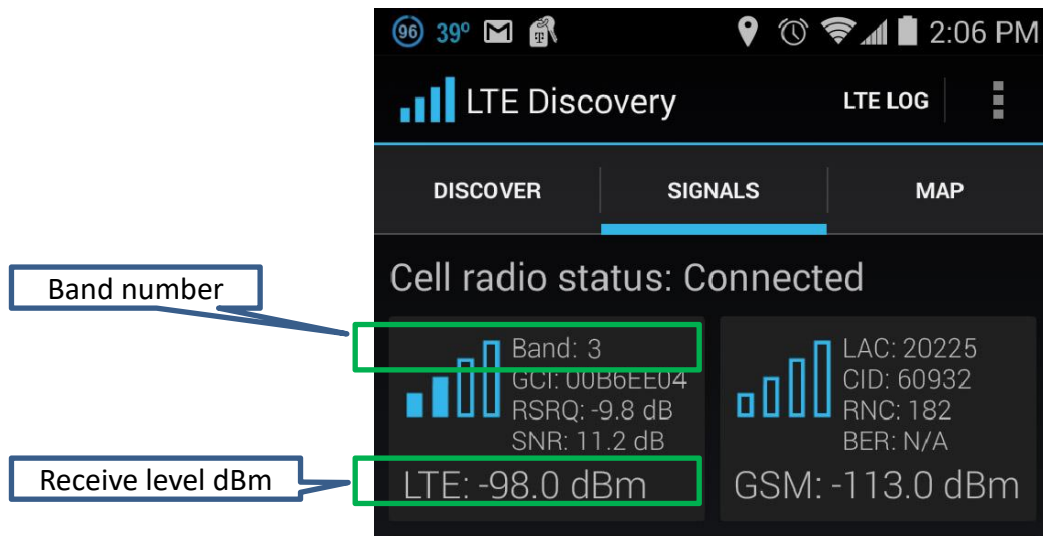 96 39° 2:06 PM
LTE Discovery LTE LOG
DISCOVER SIGNALS MAP
Cell radio status: Connected
Band number
Band: 3
GCI: 00B6EE04
RSRQ: -9.8 dB
SNR: 11.2 dB
LTE: -98.0 dBm
LAC: 20225
CID: 60932
RNC: 182
BER: N/A
GSM: -113.0 dBm
Receive level dBm